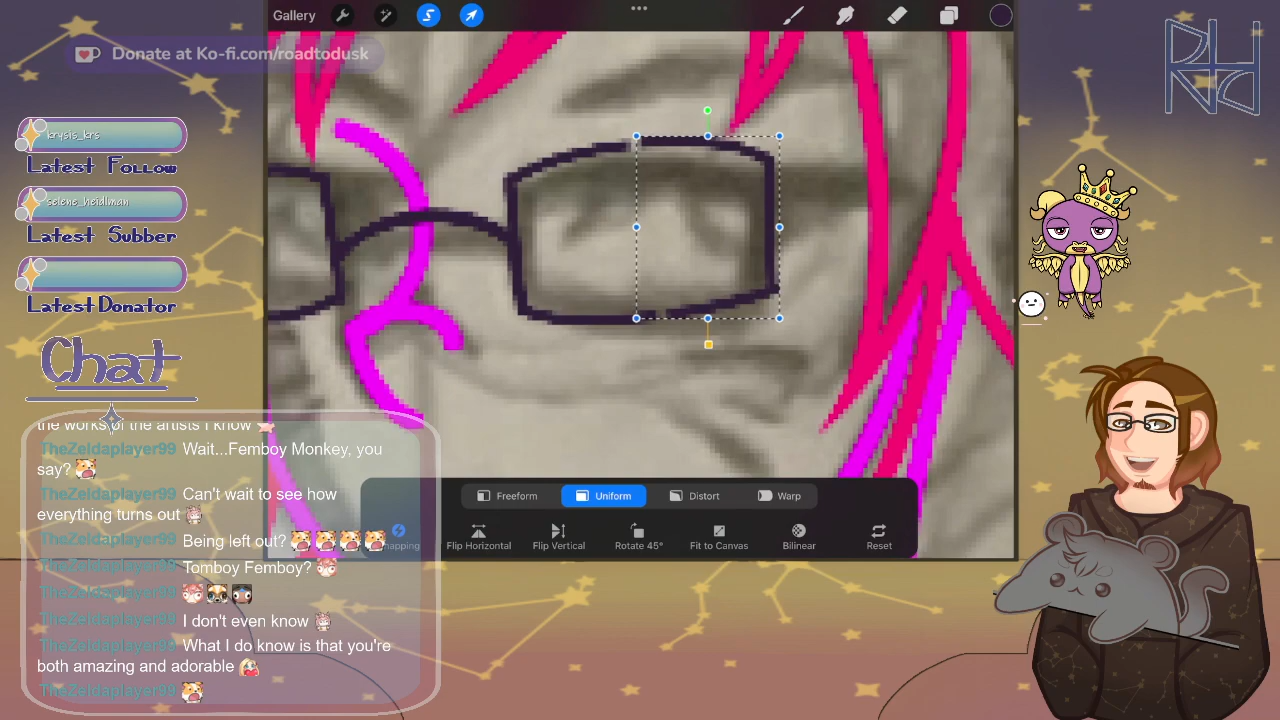 Gallery
Donate at Ko-fi.com/roadtodusk
krysis_krs
Latest Follow
selene_heidlman
Latest Subber
Latest Donator
Chat
the works of the artists I know
TheZeldaplayer99 Wait...Femboy Monkey, you
say?
TheZeldaplayer99 Can't wait to see how
everything turns out
TheZeldaplayer99 Being left out?
TheZeldaplayer99 Tomboy Femboy?
TheZeldaplayer99
TheZeldaplayer99 I don't even know
TheZeldaplayer99 What I do know is that you're
both amazing and adorable
TheZeldaplayer99
Freeform
Uniform
Distort
Warp
Flip Horizontal
Flip Vertical
Rotate 45°
Fit to Canvas
Bilinear
Reset